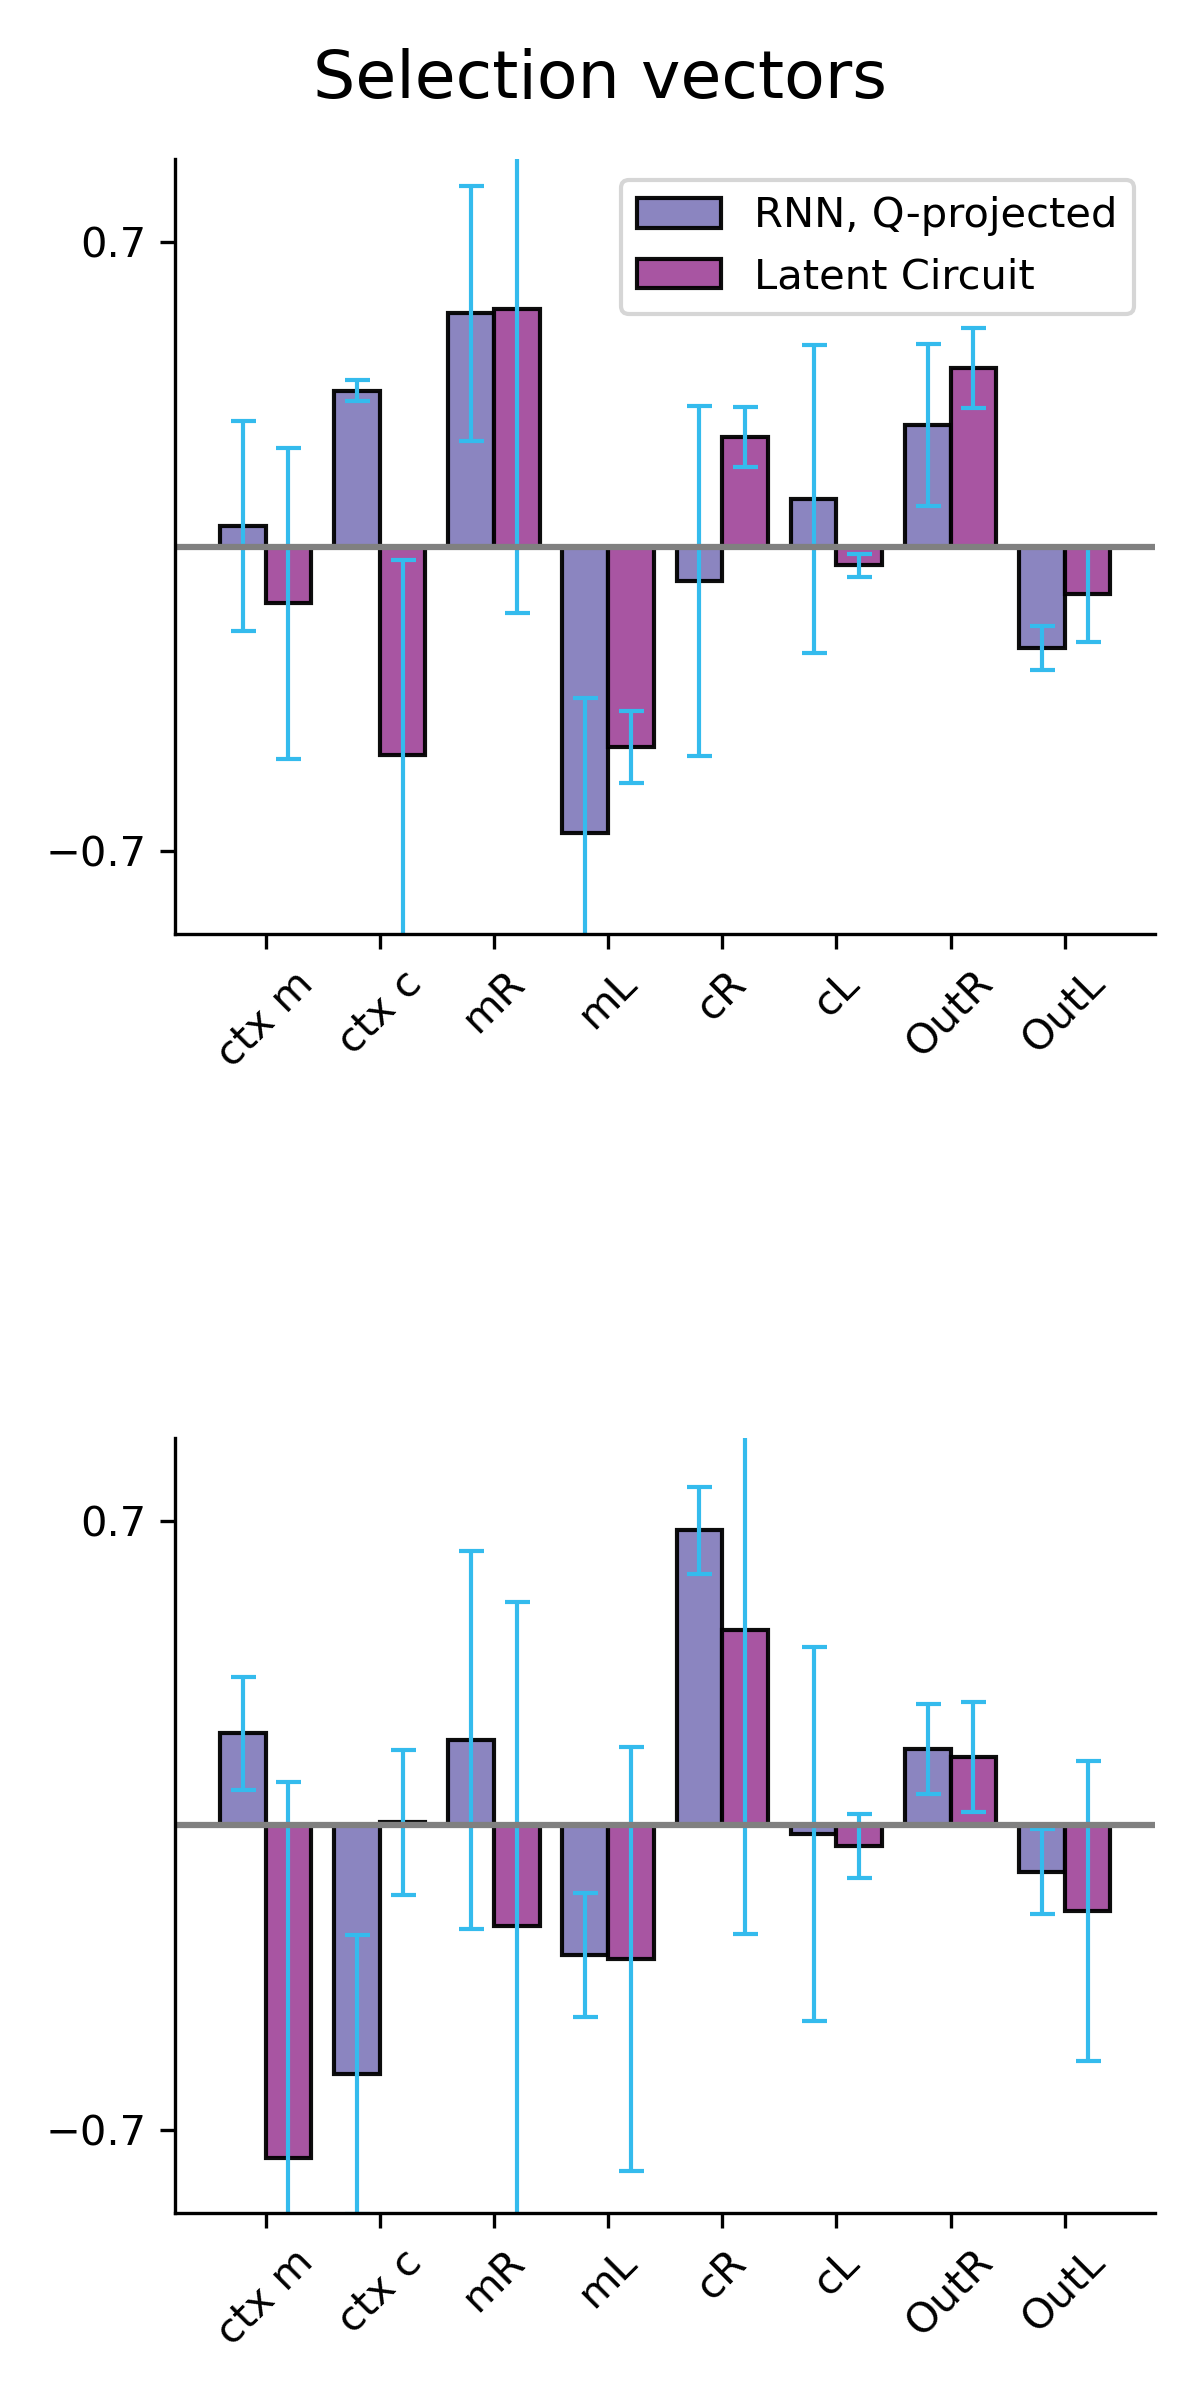 Selection vectors
0.7
−0.7
RNN, Q-projected
Latent Circuit
ctx m
ctx c
mR
mL
cR
cL
OutR
OutL
0.7
−0.7
ctx m
ctx c
mR
mL
cR
cL
OutR
OutL